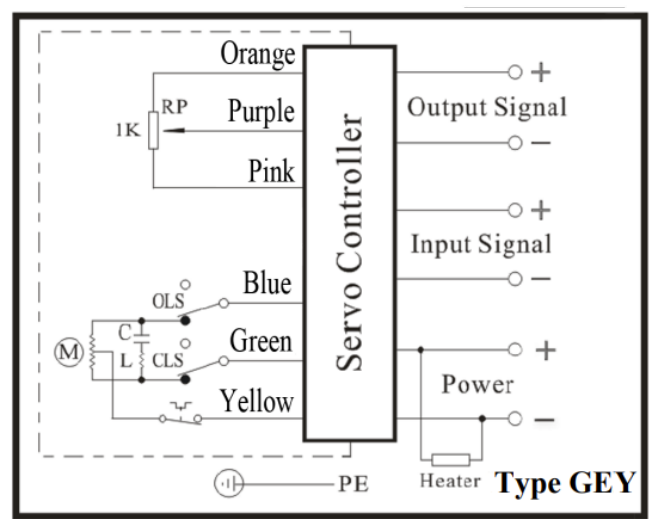 Orange
RP
Purple
1K
Pink
Servo Controller
+
Output Signal
−
+
Input Signal
−
Blue
OLS
C
Green
M
L
CLS
Yellow
+
Power
−
PE
Heater
Type GEY